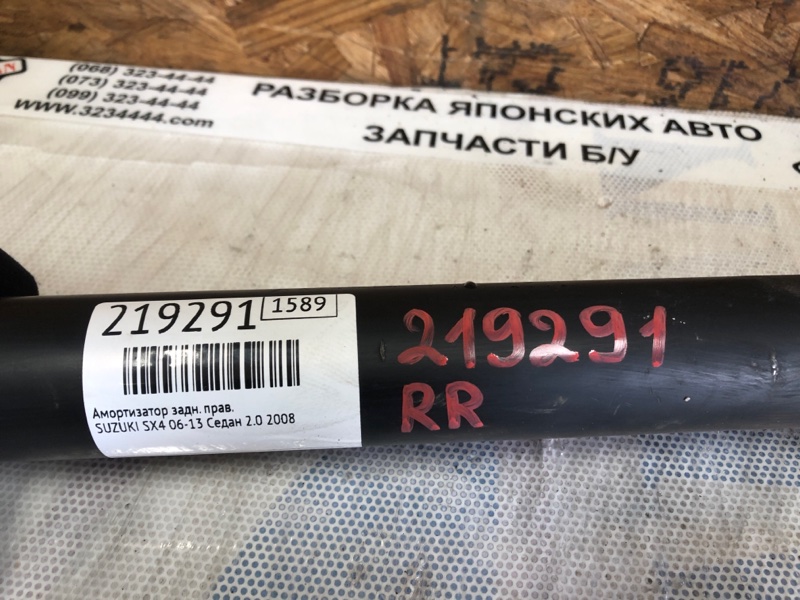 (068) 323-44-44
(073) 323-44-44
(099) 323-44-44
www.3234444.com
РАЗБОРКА ЯПОНСКИХ АВТО
ЗАПЧАСТИ Б/У
219291 1589
Амортизатор задн. прав.
SUZUKI SX4 06-13 Седан 2.0 2008
219291
RR